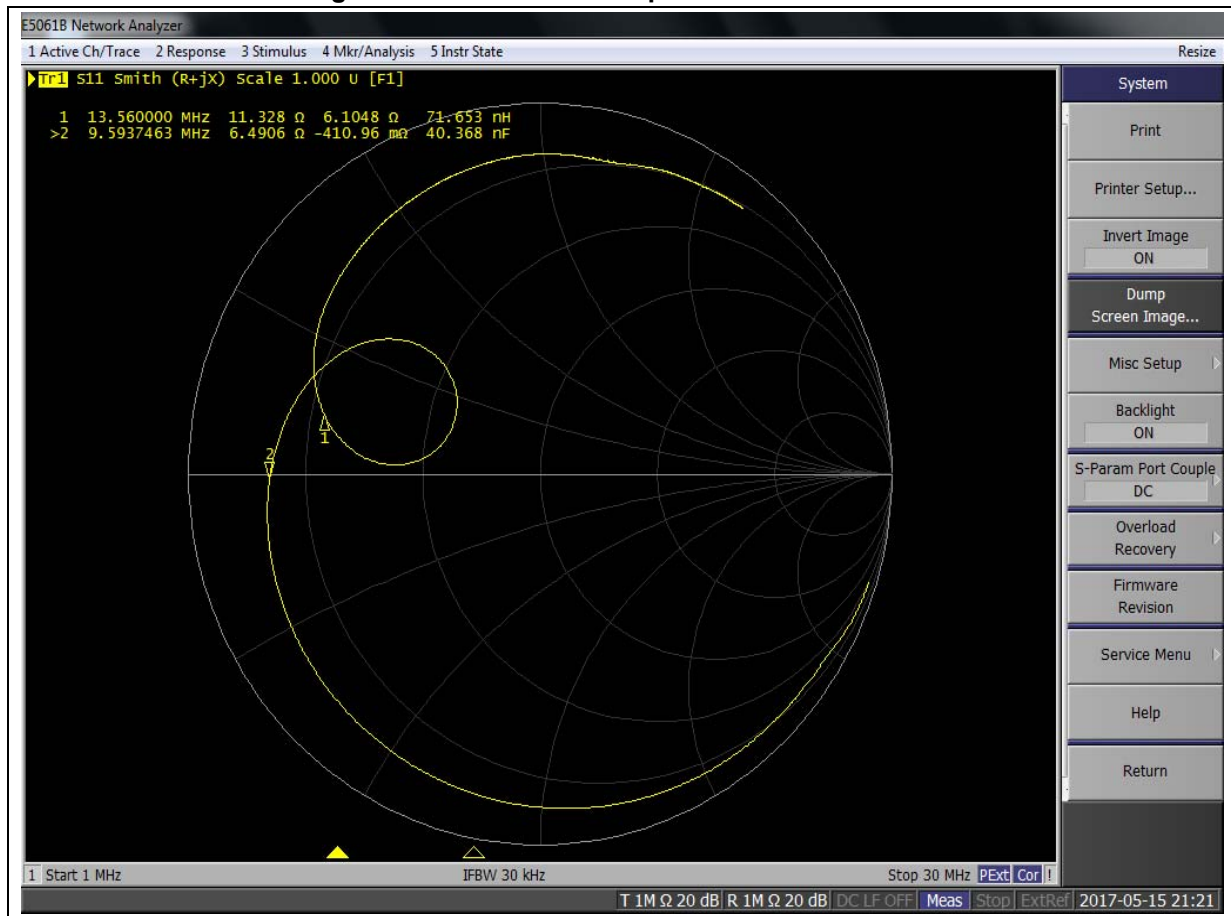 E5061B Network Analyzer
1 Active Ch/Trace 2 Response 3 Stimulus 4 Mkr/Analysis 5 Instr State Resize
Tr1 S11 Smith (R+jX) Scale 1.000 U [F1]
1 13.560000 MHz 11.328 Ω 6.1048 Ω 71.653 nH
>2 9.5937463 MHz 6.4906 Ω -410.96 mΩ 40.368 nF
2
1
System
Print
Printer Setup...
Invert Image
ON
Dump
Screen Image...
Misc Setup
Backlight
ON
S-Param Port Couple
DC
Overload
Recovery
Firmware
Revision
Service Menu
Help
Return
1 Start 1 MHz IFBW 30 kHz Stop 30 MHz PExt Cor !
T 1M Ω 20 dB R 1M Ω 20 dB DC LF OFF Meas Stop ExtRef 2017-05-15 21:21